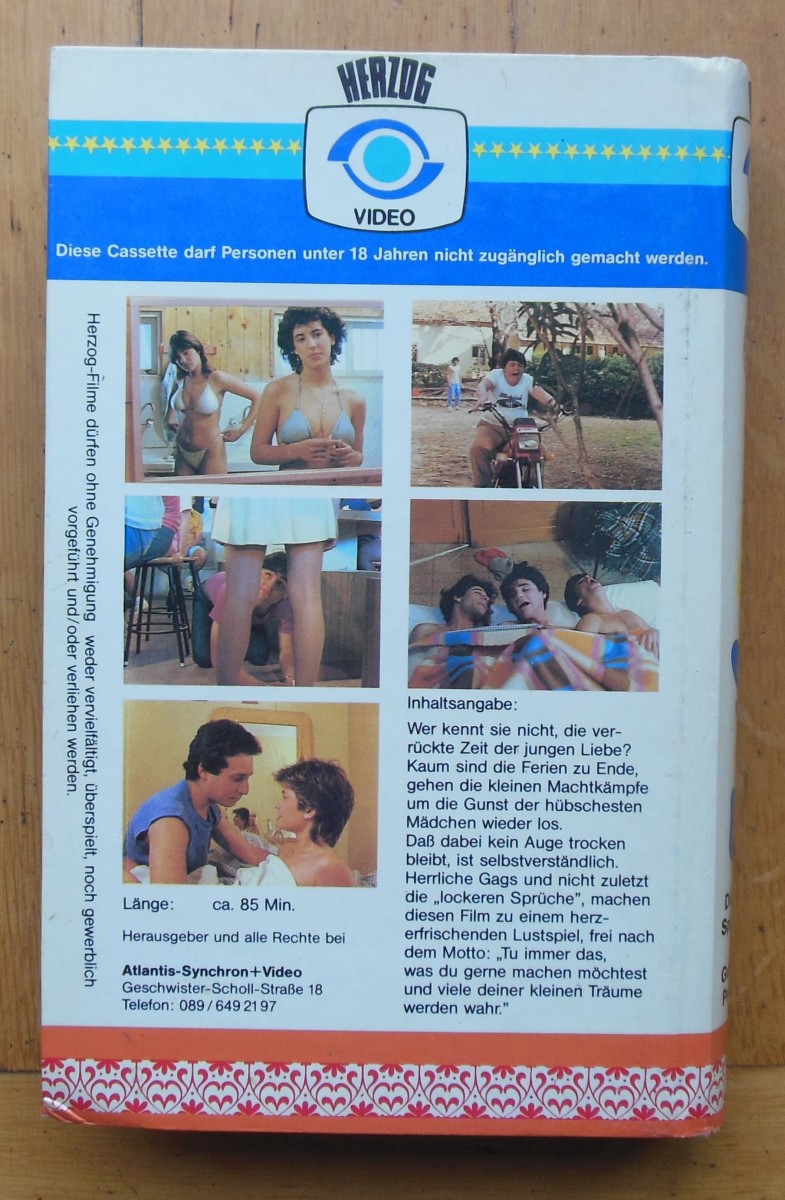 HERZOG
VIDEO
Diese Cassette darf Personen unter 18 Jahren nicht zugänglich gemacht werden.
Herzog-Filme dürfen ohne Genehmigung weder vervielfältigt, überspielt, noch gewerblich
vorgeführt und/oder verliehen werden.
Inhaltsangabe:
Wer kennt sie nicht, die ver-
rückte Zeit der jungen Liebe?
Kaum sind die Ferien zu Ende,
gehen die kleinen Machtkämpfe
um die Gunst der hübschesten
Mädchen wieder los.
Daß dabei kein Auge trocken
bleibt, ist selbstverständlich.
Herrliche Gags und nicht zuletzt
die „lockeren Sprüche", machen
diesen Film zu einem herz-
erfrischenden Lustspiel, frei nach
dem Motto: „Tu immer das,
was du gerne machen möchtest
und viele deiner kleinen Träume
werden wahr."
Länge: ca. 85 Min.
Herausgeber und alle Rechte bei
Atlantis-Synchron+Video
Geschwister-Scholl-Straße 18
Telefon: 089/6492197